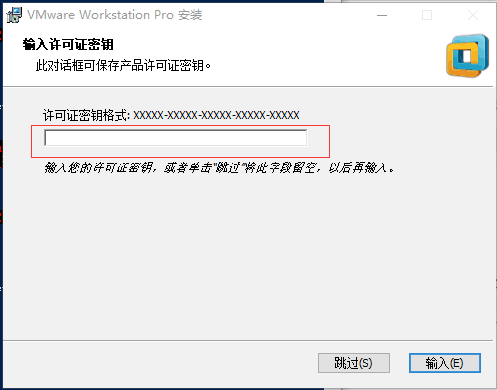 VMware Workstation Pro 安装
输入许可证密钥
此对话框可保存产品许可证密钥。
许可证密钥格式: XXXXX-XXXXX-XXXXX-XXXXX-XXXXX
输入您的许可证密钥，或者单击"跳过"将此字段留空，以后再输入。
跳过(S) 输入(E)